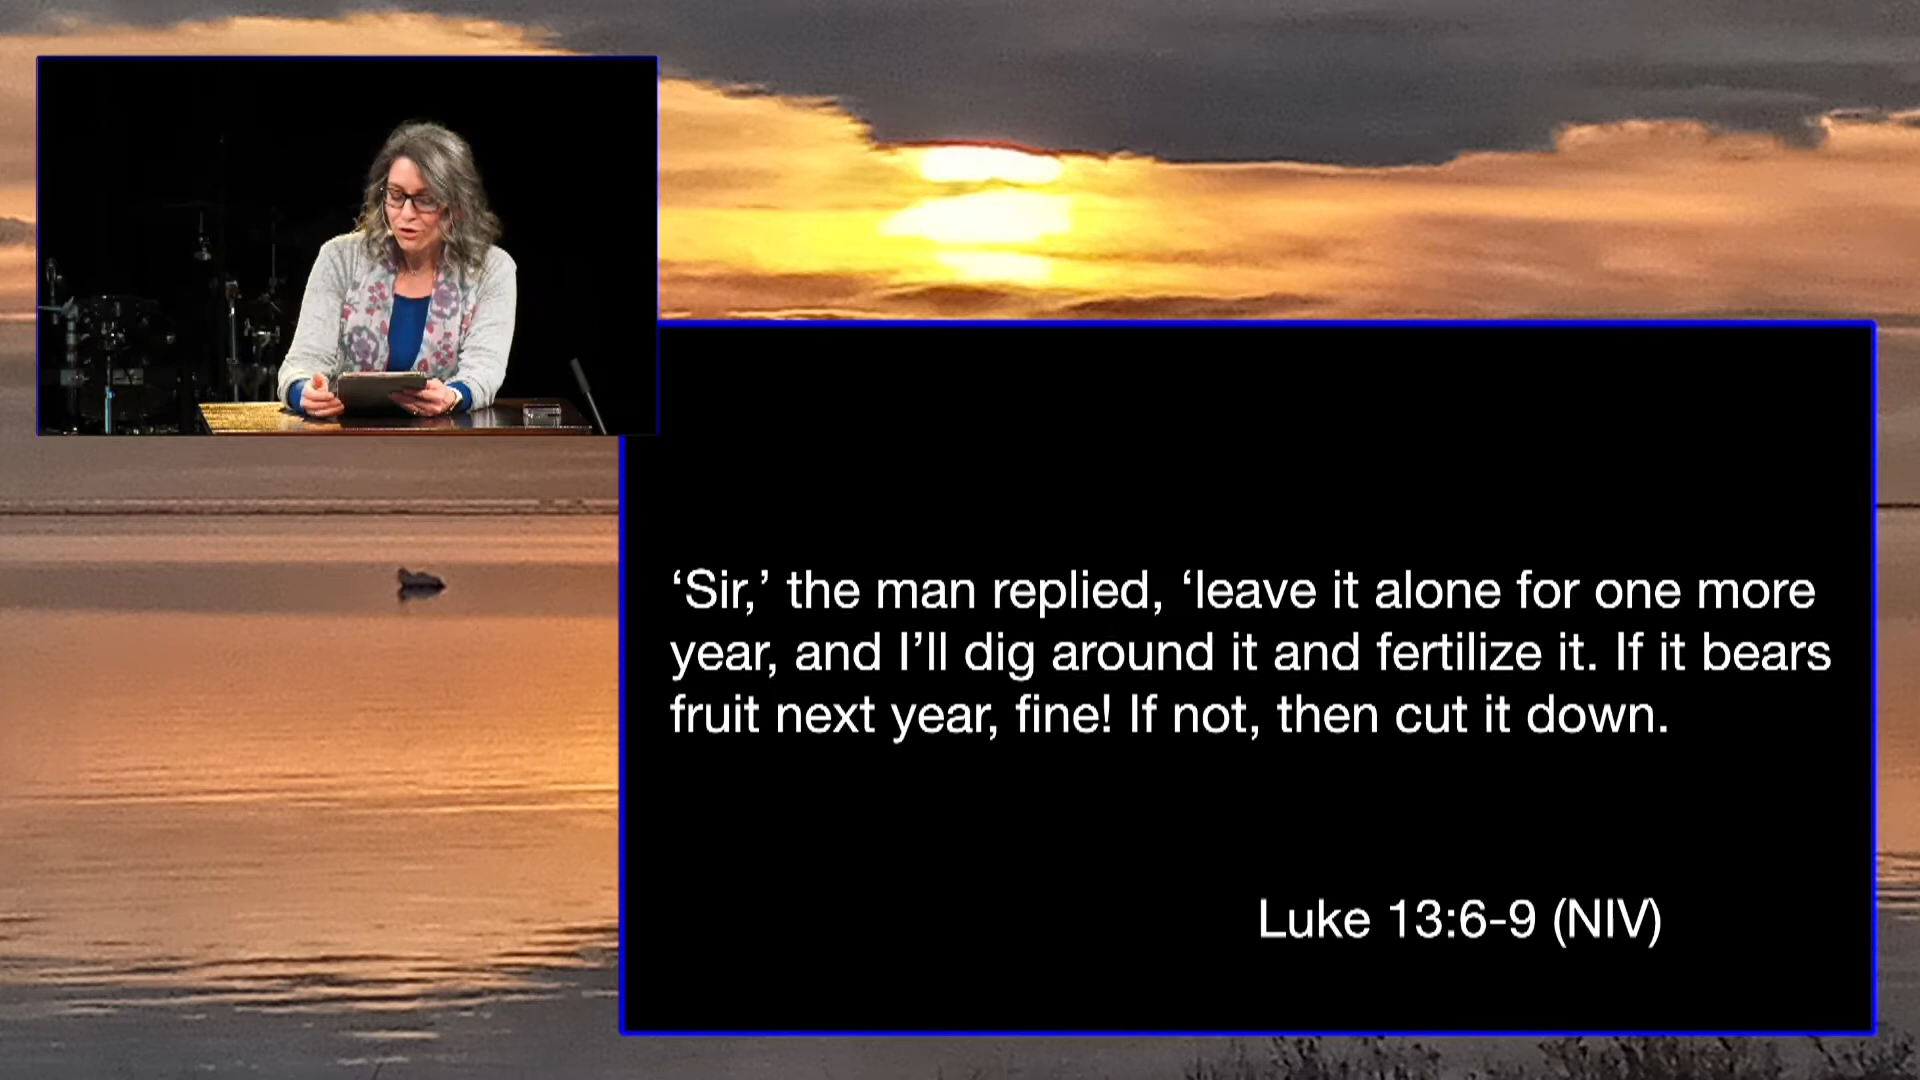 ‘Sir,’ the man replied, ‘leave it alone for one more
year, and I’ll dig around it and fertilize it. If it bears
fruit next year, fine! If not, then cut it down.
Luke 13:6-9 (NIV)